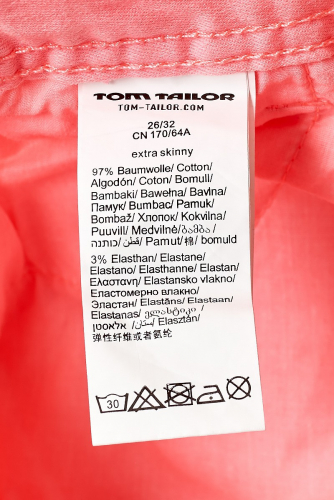 TOM TAILOR
TOM-TAILOR.COM
26/32
CN 170/64A
extra skinny
97% Baumwolle/ Cotton/
Algodón/ Coton/ Bomull/
Bambaki/ Bawełna/ Bavlna/
Памук/ Bumbac/ Pamuk/
Bombaž/ Хлопок/ Kokvilna/
Puuvill/ Medvilnė/ბამბა/
קטن/ Pamut/棉/ bomuld
3% Elasthan/ Elastane/
Elastano/ Elasthanne/ Elastan/
Ελαστανη/ Elastansko vlakno/
Еластомерно влакно/
Эластан/ Elastāns/ Elastaan/
Elastanas/
אלאסטן/ Elasztán/
弹性纤维或者氨纶
30